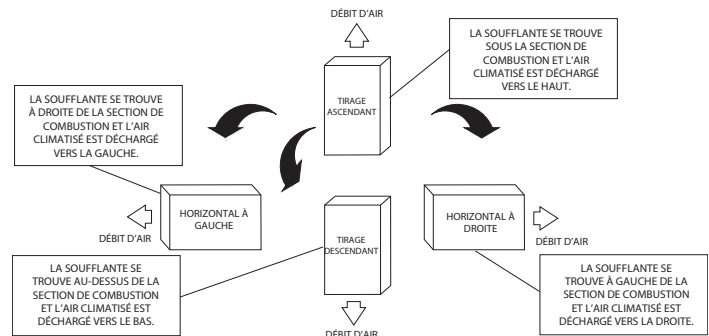 DÉBIT D'AIR
LA SOUFFLANTE SE TROUVE
SOUS LA SECTION DE
COMBUSTION ET L'AIR
CLIMATISÉ EST DÉCHARGÉ
VERS LE HAUT.
TIRAGE
ASCENDANT
LA SOUFFLANTE SE TROUVE
À DROITE DE LA SECTION DE
COMBUSTION ET L'AIR
CLIMATISÉ EST DÉCHARGÉ
VERS LA GAUCHE.
HORIZONTAL À
GAUCHE
DÉBIT D'AIR
TIRAGE
DESCENDANT
HORIZONTAL À
DROITE
DÉBIT D'AIR
LA SOUFFLANTE SE
TROUVE AU-DESSUS DE LA
SECTION DE COMBUSTION
ET L'AIR CLIMATISÉ EST
DÉCHARGÉ VERS LE BAS.
LA SOUFFLANTE SE
TROUVE À GAUCHE DE LA
SECTION DE COMBUSTION
ET L'AIR CLIMATISÉ EST
DÉCHARGÉ VERS LA DROITE.
DÉBIT D'AIR